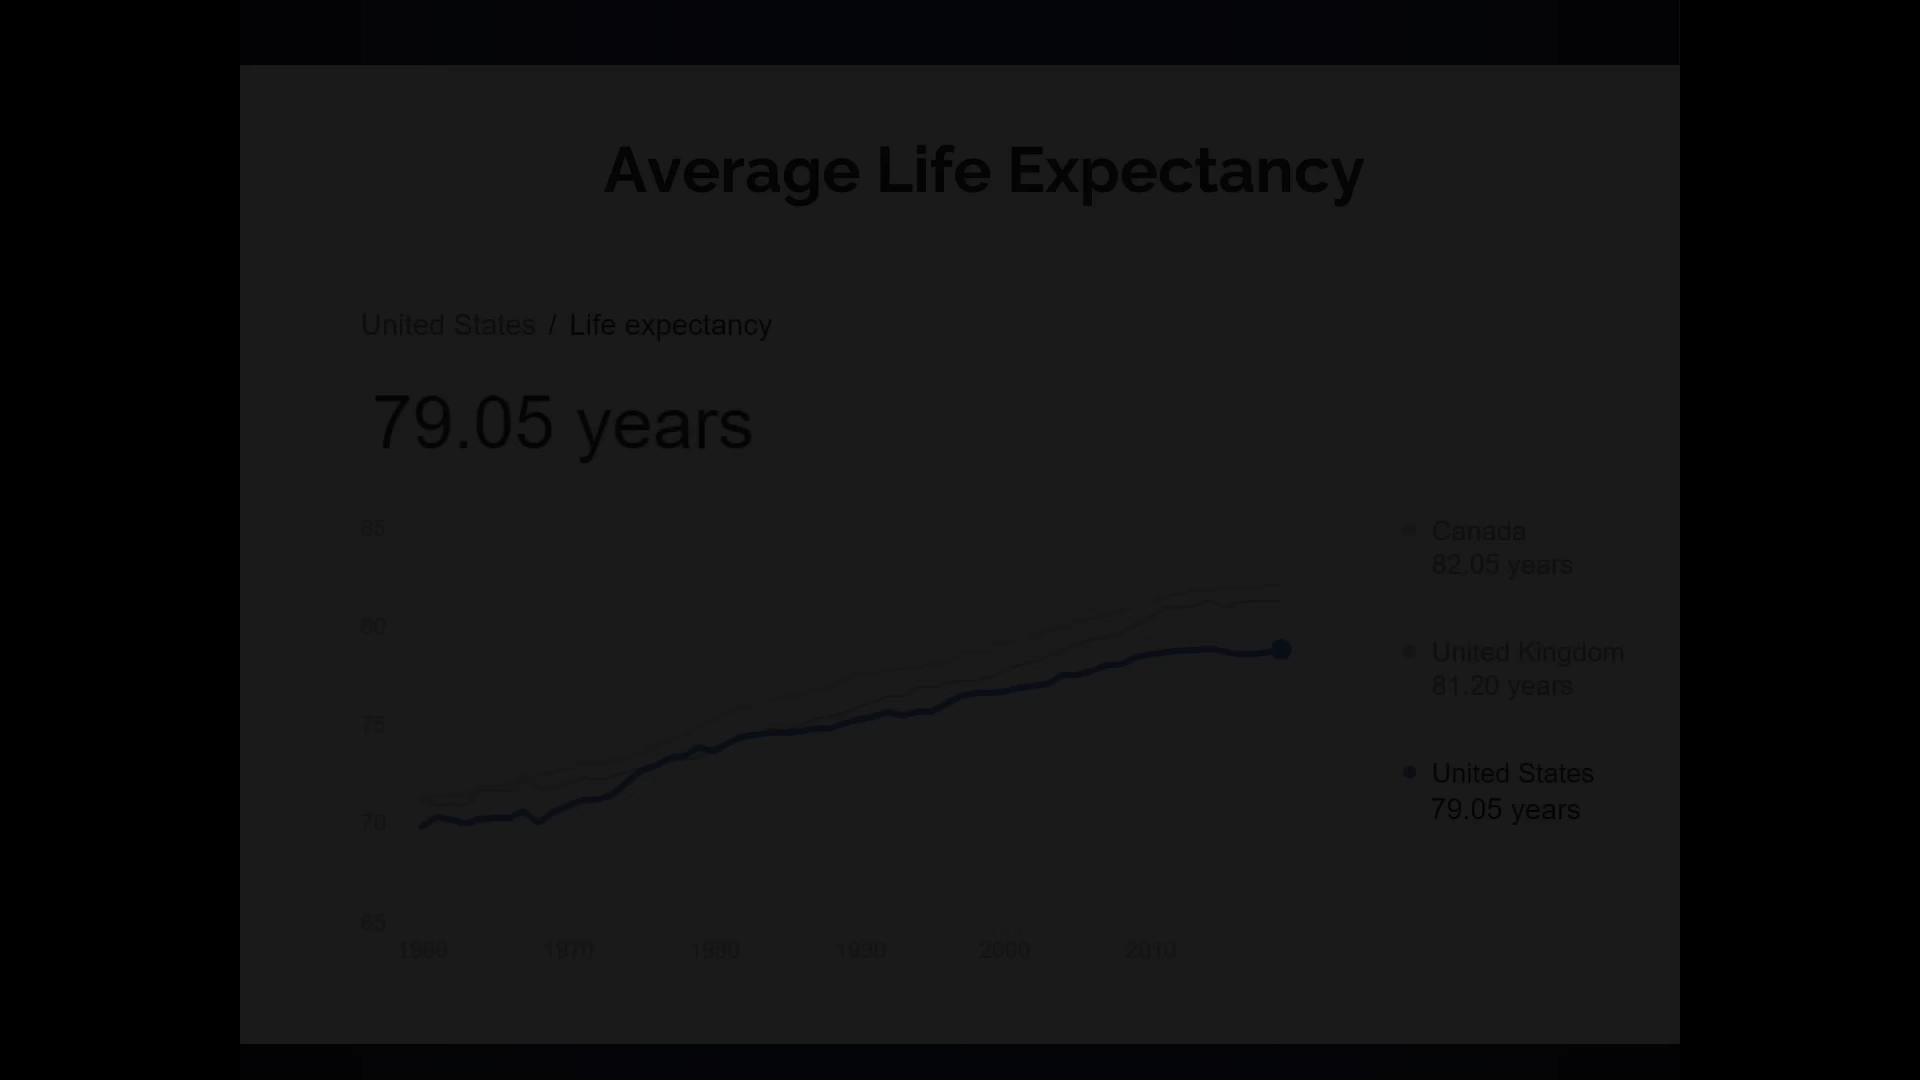 Average Life Expectancy
United States / Life expectancy
79.05 years
85
80
75
70
65
1960 1970 1980 1990 2000 2010
Canada
82.05 years
United Kingdom
81.20 years
United States
79.05 years